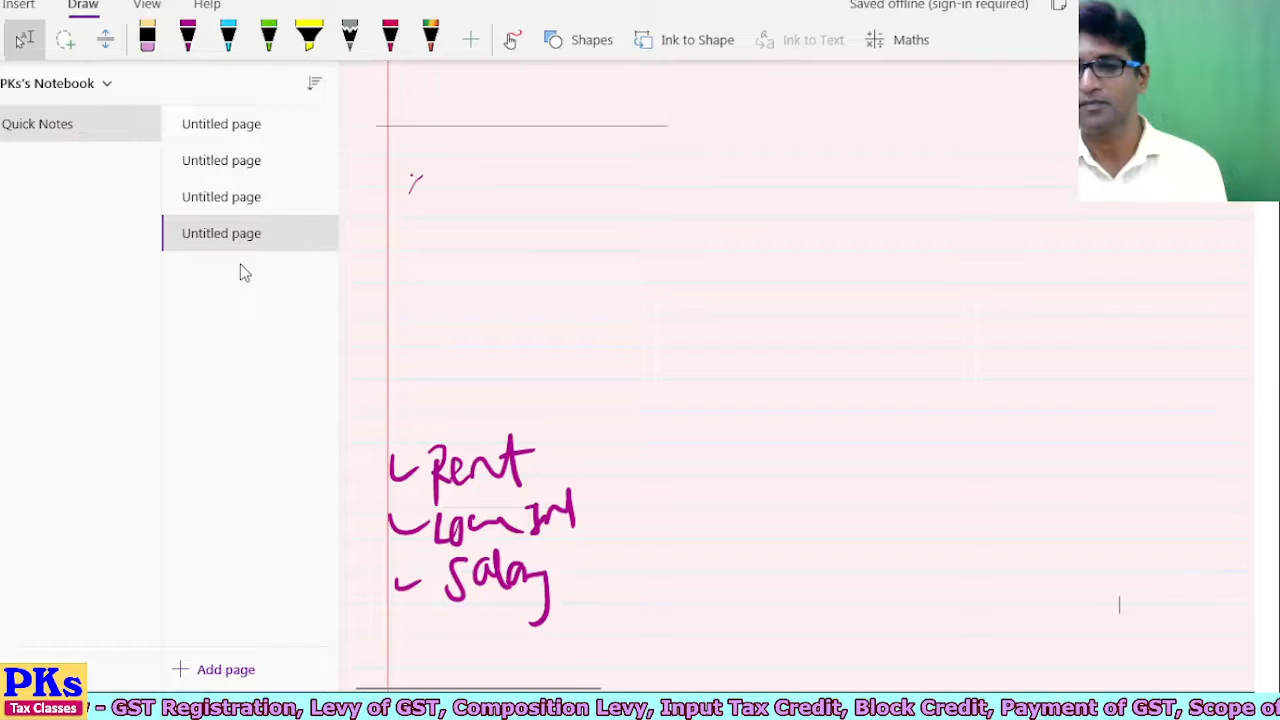 Insert Draw View Help Saved offline (sign-in required)
Shapes Ink to Shape Ink to Text Maths
PKs's Notebook
Quick Notes
Untitled page
Untitled page
Untitled page
Untitled page
Rent
Loan Int
Salary
Add page
PKs
Tax Classes
- GST Registration, Levy of GST, Composition Levy, Input Tax Credit, Block Credit, Payment of GST, Scope of